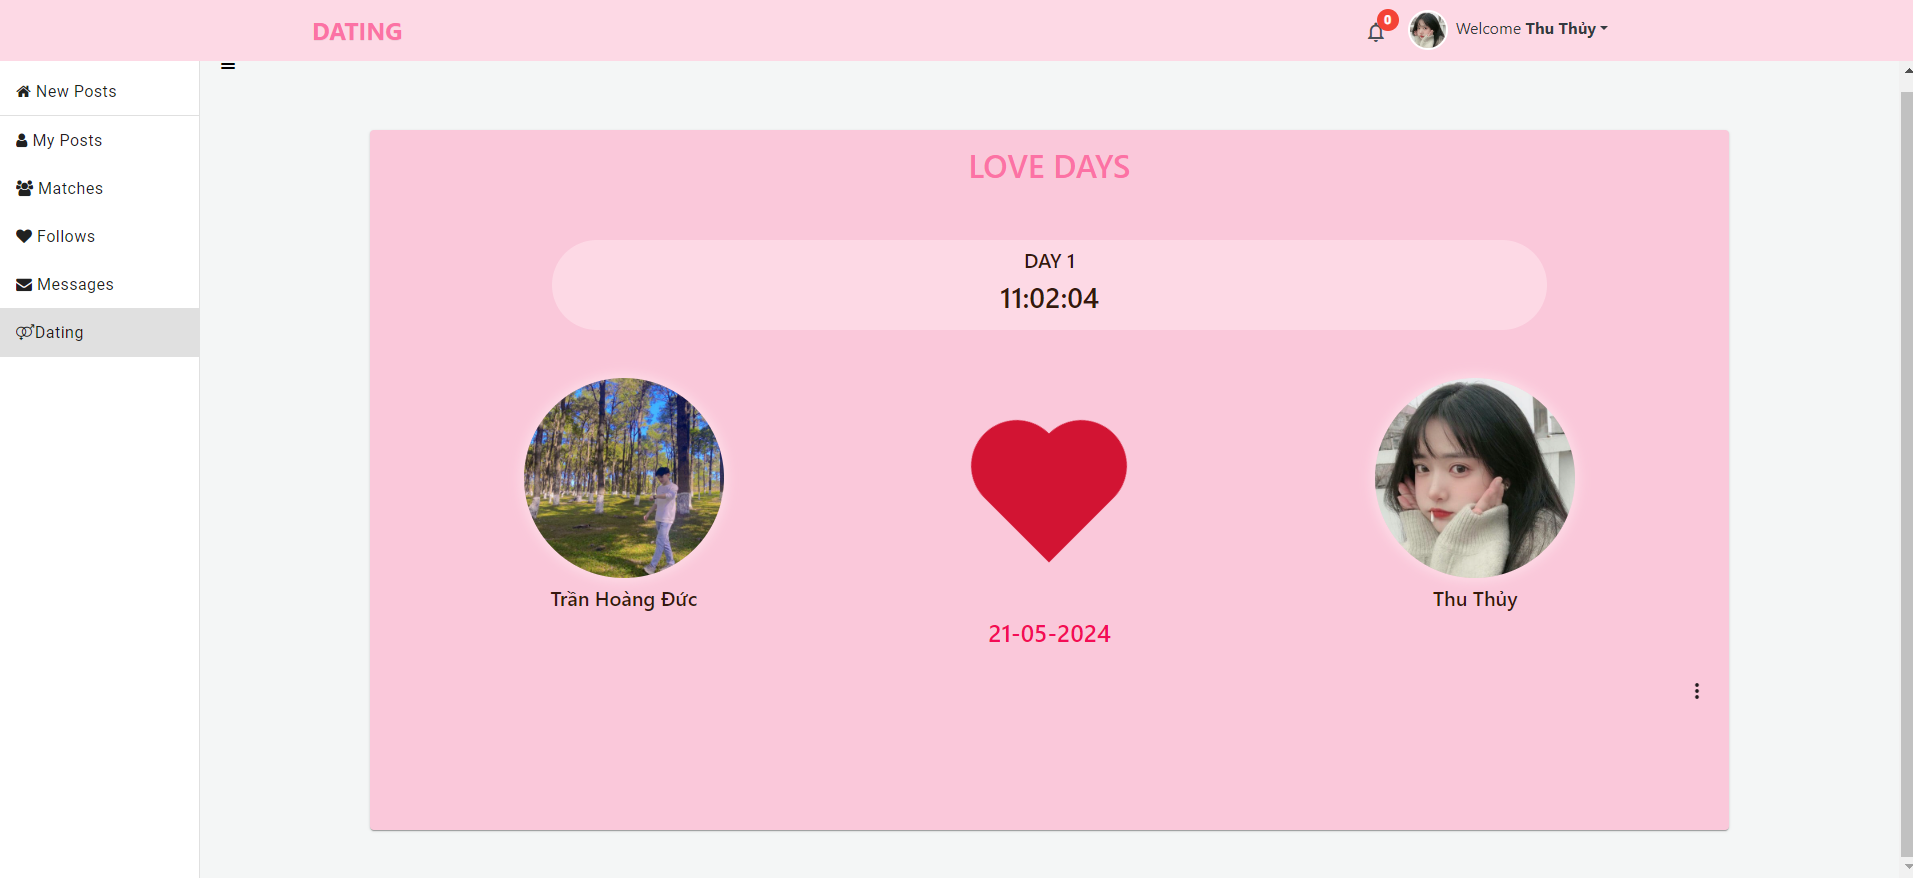 DATING
0
Welcome Thu Thủy
New Posts
My Posts
Matches
Follows
Messages
Dating
LOVE DAYS
DAY 1
11:02:04
Trần Hoàng Đức
Thu Thủy
21-05-2024